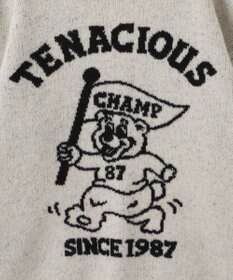 TENACIOUS
CHAMP
87
SINCE 1987